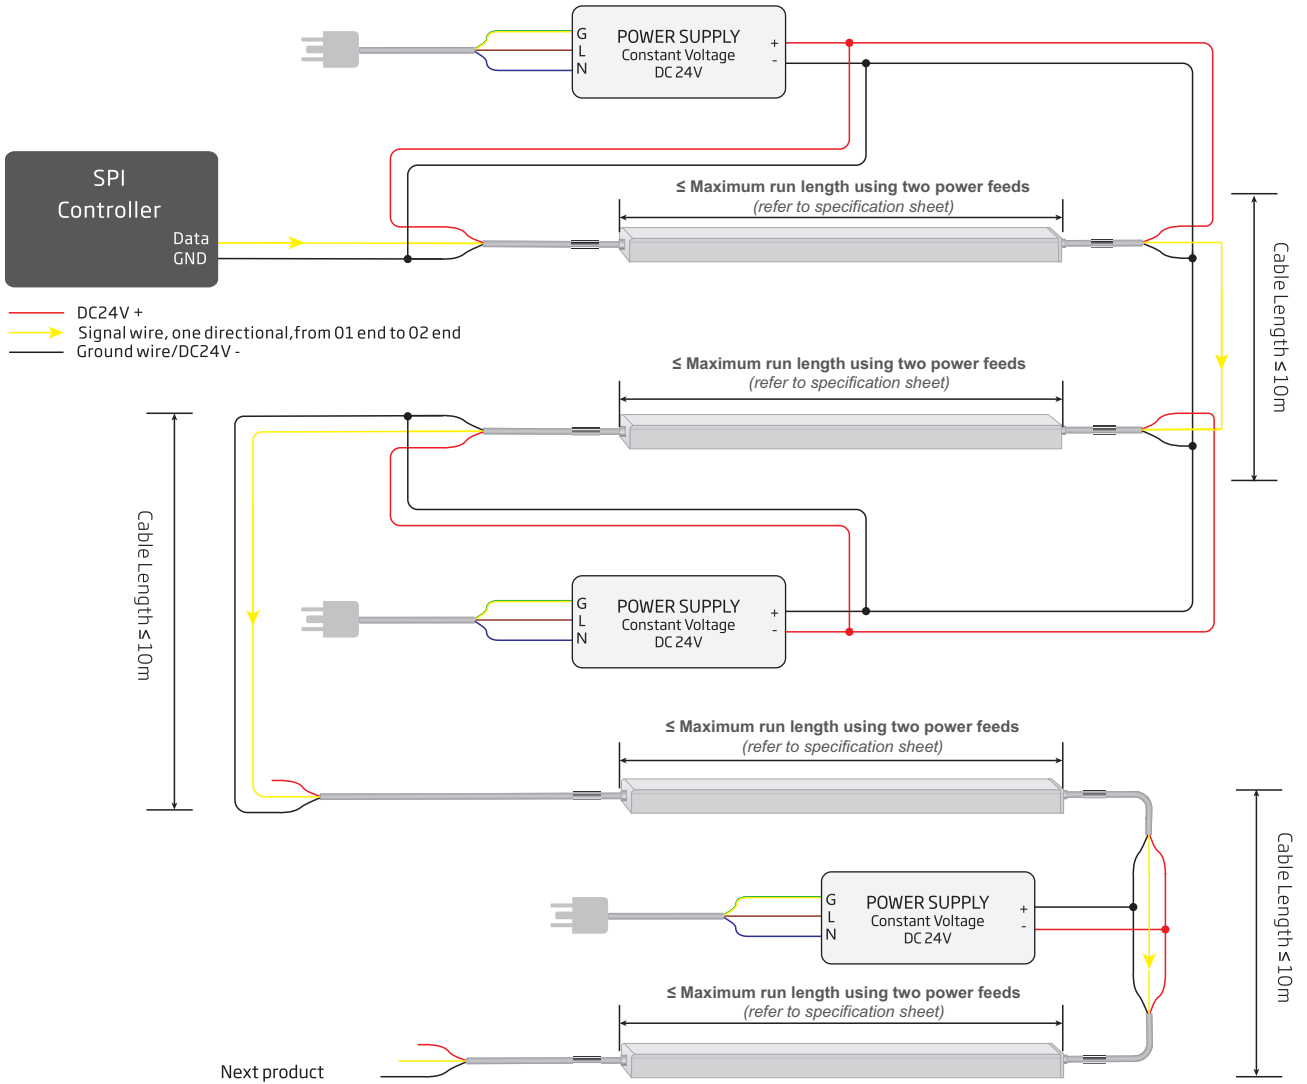 G
L
N
POWER SUPPLY
Constant Voltage
DC 24V
+
-
SPI
Controller
Data
GND
≤ Maximum run length using two power feeds
(refer to specification sheet)
Cable Length ≤ 10m
DC24V +
Signal wire, one directional,from 01 end to 02 end
Ground wire/DC24V -
≤ Maximum run length using two power feeds
(refer to specification sheet)
Cable Length ≤ 10m
G
L
N
POWER SUPPLY
Constant Voltage
DC 24V
+
-
≤ Maximum run length using two power feeds
(refer to specification sheet)
Cable Length ≤ 10m
G
L
N
POWER SUPPLY
Constant Voltage
DC 24V
+
-
≤ Maximum run length using two power feeds
(refer to specification sheet)
Next product